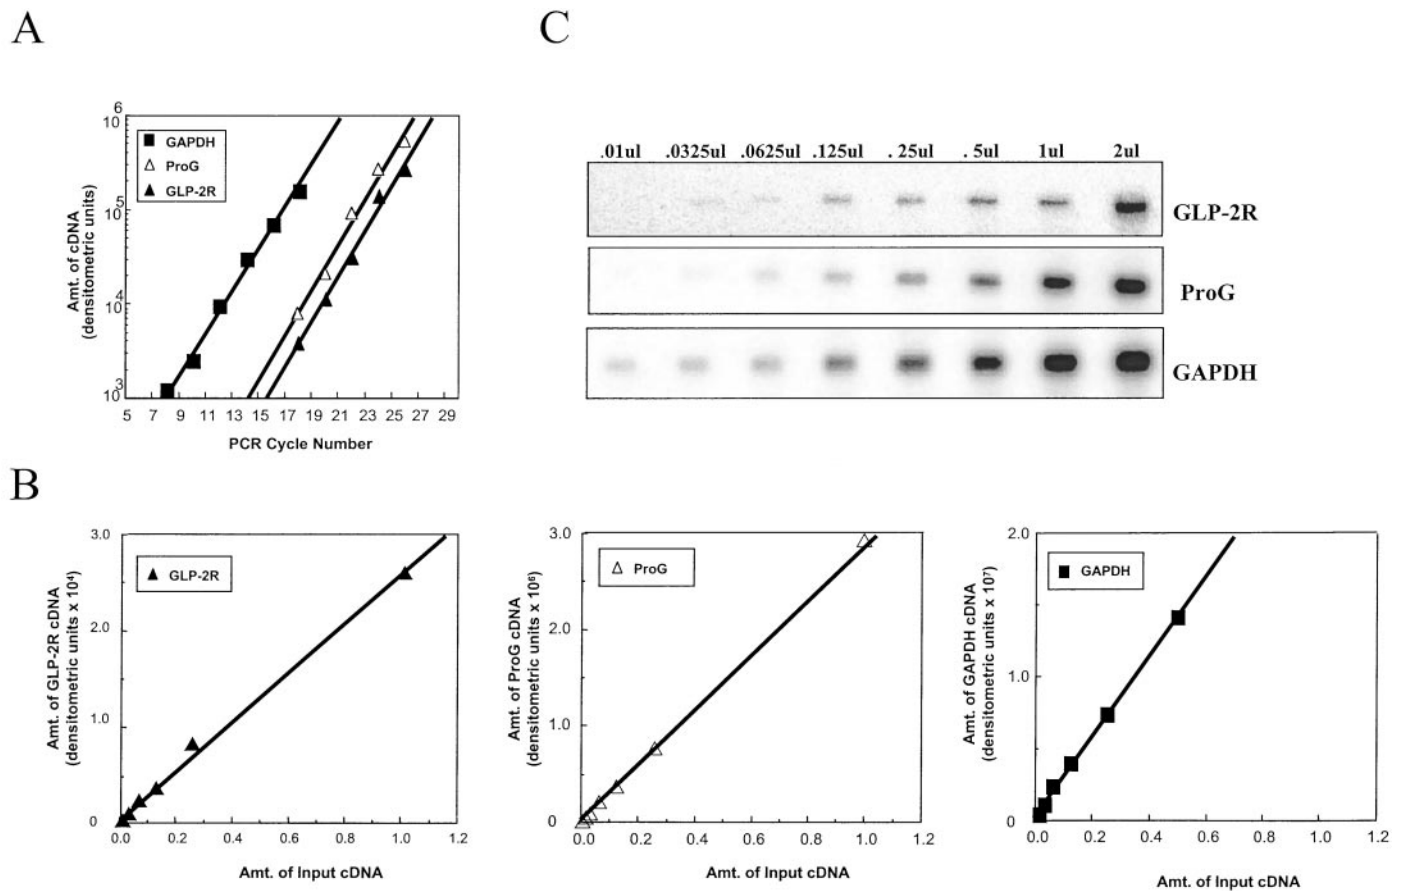 A
C
10^6
10^5
10^4
10^3
GAPDH
ProG
GLP-2R
Amt. of cDNA
(densitometric units)
5 7 9 11 13 15 17 19 21 23 25 27 29
PCR Cycle Number
.01ul .0325ul .0625ul .125ul .25ul .5ul 1ul 2ul
GLP-2R
ProG
GAPDH
B
3.0
2.0
1.0
0
GLP-2R
Amt. of GLP-2R cDNA
(densitometric units x 10⁴)
0.0 0.2 0.4 0.6 0.8 1.0 1.2
Amt. of Input cDNA
3.0
2.0
1.0
0
ProG
Amt. of ProG cDNA
(densitometric units x 10⁶)
0.0 0.2 0.4 0.6 0.8 1.0 1.2
Amt. of Input cDNA
2.0
1.0
0
GAPDH
Amt. of GAPDH cDNA
(densitometric units x 10⁷)
0.0 0.2 0.4 0.6 0.8 1.0 1.2
Amt. of Input cDNA